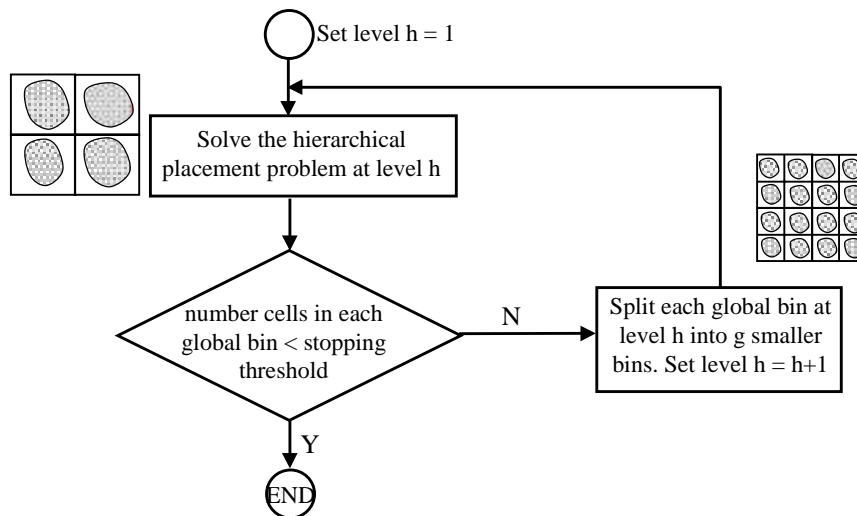 Set level h = 1
Solve the hierarchical
placement problem at level h
number cells in each
global bin < stopping
threshold
N
Split each global bin at
level h into g smaller
bins. Set level h = h+1
Y
END